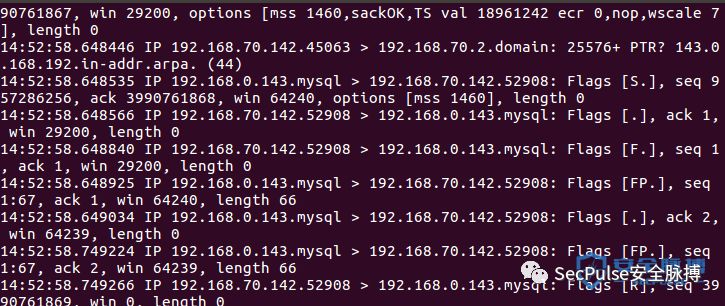 90761867, win 29200, options [mss 1460,sackOK,TS val 18961242 ecr 0,nop,wscale 7
], length 0
14:52:58.648446 IP 192.168.70.142.45063 > 192.168.70.2.domain: 25576+ PTR? 143.0
.168.192.in-addr.arpa. (44)
14:52:58.648535 IP 192.168.0.143.mysql > 192.168.70.142.52908: Flags [S.], seq 9
57286256, ack 3990761868, win 64240, options [mss 1460], length 0
14:52:58.648566 IP 192.168.70.142.52908 > 192.168.0.143.mysql: Flags [.], ack 1,
 win 29200, length 0
14:52:58.648840 IP 192.168.70.142.52908 > 192.168.0.143.mysql: Flags [F.], seq 1
, ack 1, win 29200, length 0
14:52:58.648925 IP 192.168.0.143.mysql > 192.168.70.142.52908: Flags [FP.], seq
1:67, ack 1, win 64240, length 66
14:52:58.649034 IP 192.168.0.143.mysql > 192.168.70.142.52908: Flags [.], ack 2,
win 64239, length 0
14:52:58.749224 IP 192.168.0.143.mysql > 192.168.70.142.52908: Flags [FP.], seq
1:67, ack 2, win 64239, length 66
14:52:58.749266 IP 192.168.70.142.52908 > 192.168.0.143.mysql: Flags [R], seq 39
90761869, win 0, length 0
SecPulse安全脉搏
安全脉搏